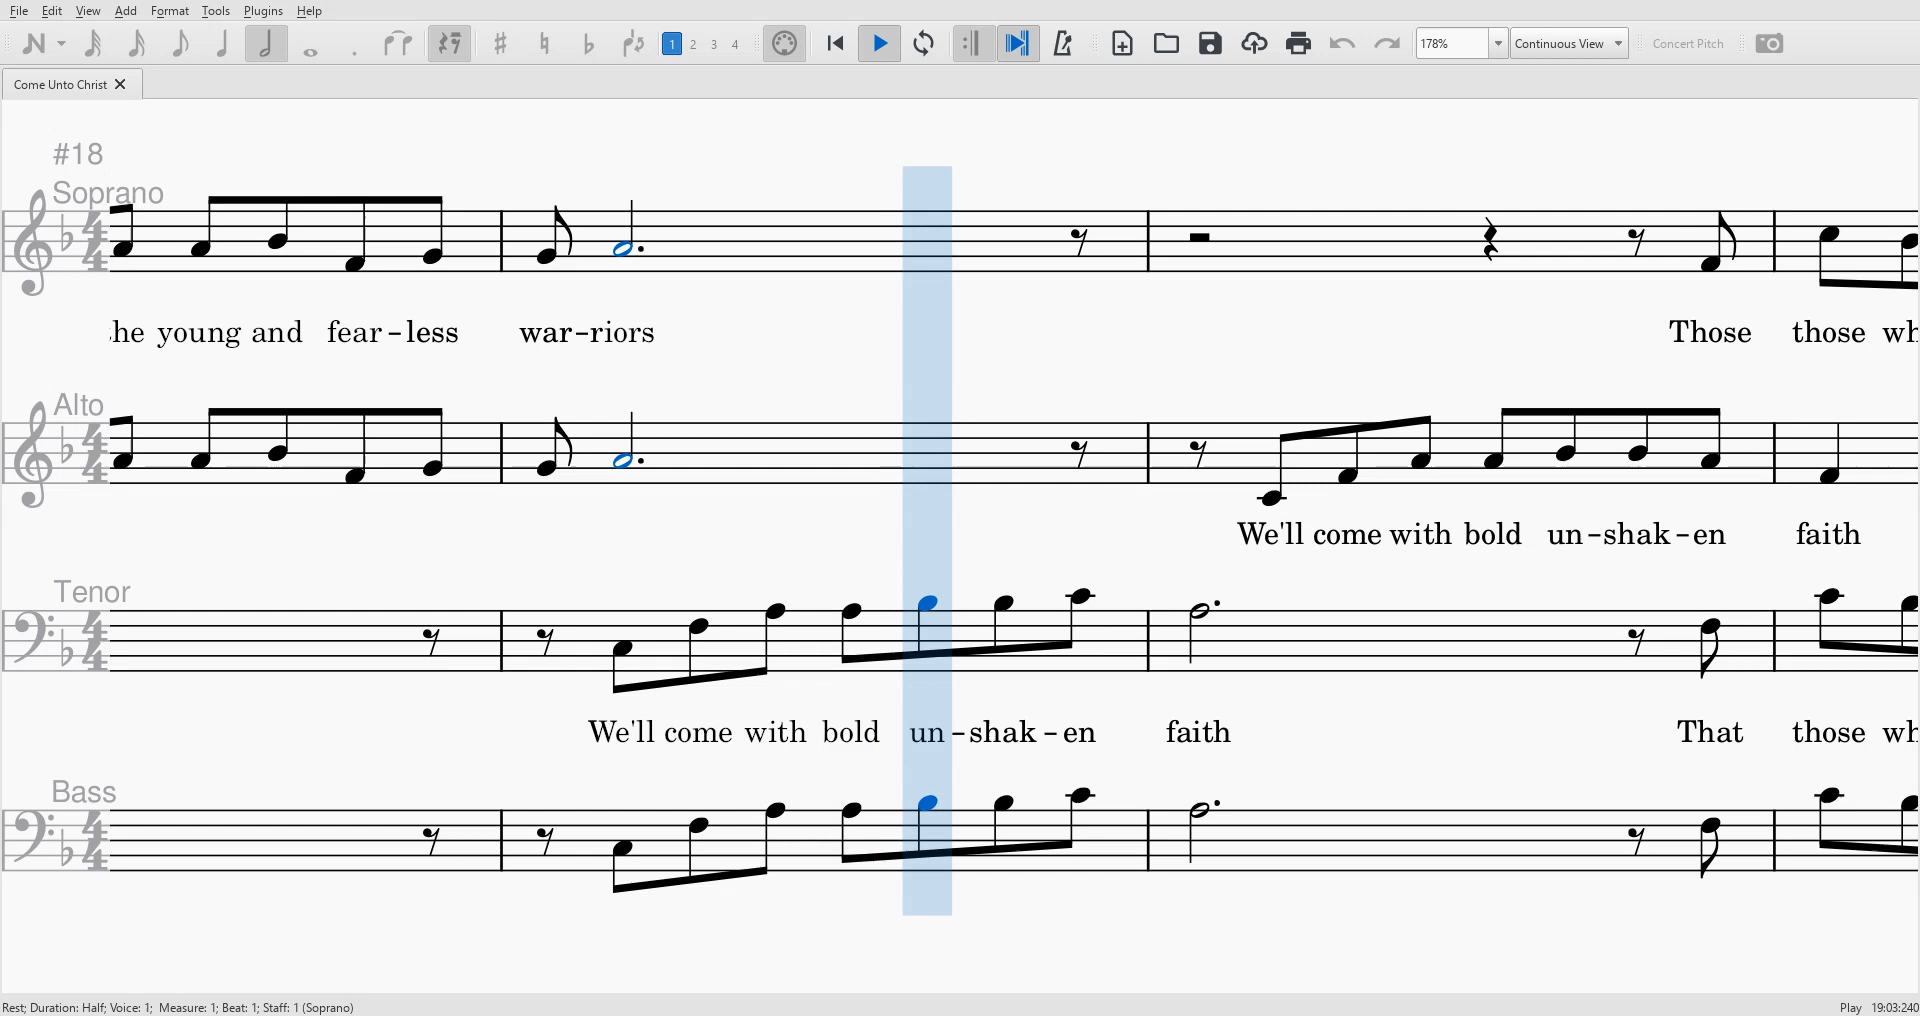 File Edit View Add Format Tools Plugins Help
1 2 3 4 178% Continuous View Concert Pitch
Come Unto Christ
#18
Soprano
he young and fear-less war-riors Those those wh
Alto
We'll come with bold un-shak-en faith
Tenor
We'll come with bold un-shak-en faith That those wh
Bass
Rest; Duration: Half; Voice: 1; Measure: 1; Beat: 1; Staff: 1 (Soprano) Play 19:03:240